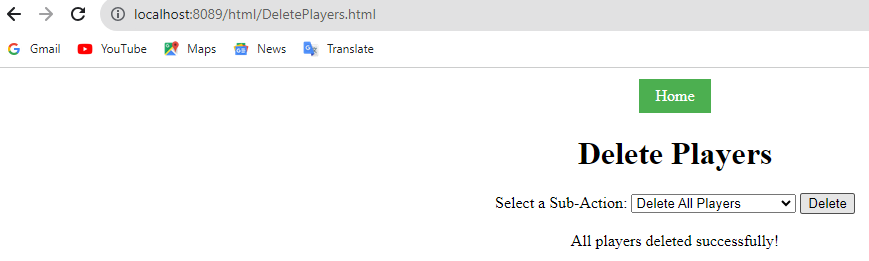 localhost:8089/html/DeletePlayers.html
Gmail YouTube Maps News Translate
Home
Delete Players
Select a Sub-Action: Delete All Players Delete
All players deleted successfully!